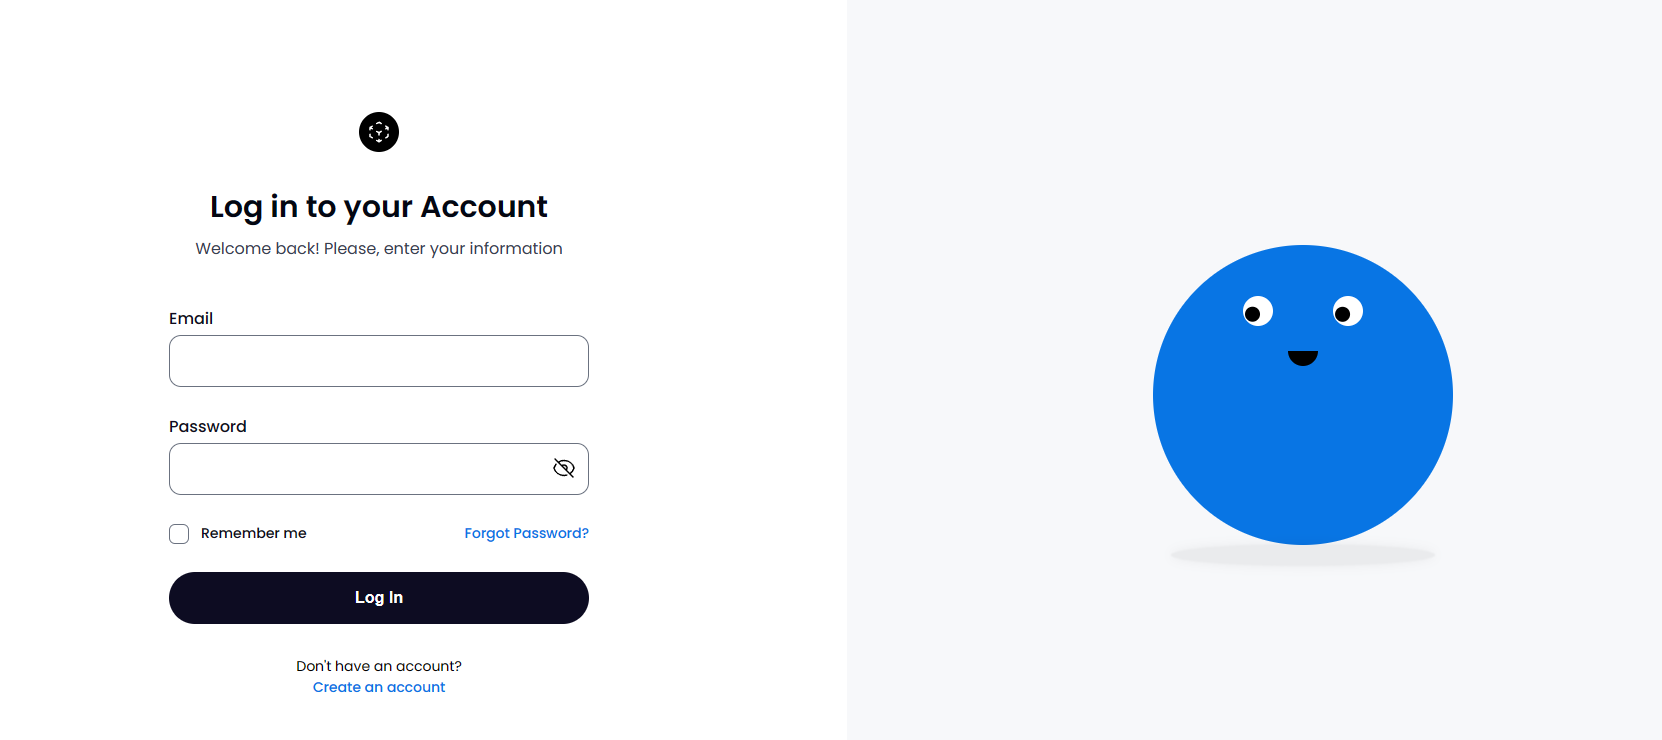 Log in to your Account
Welcome back! Please, enter your information
Email
Password
Remember me
Forgot Password?
Log In
Don't have an account?
Create an account